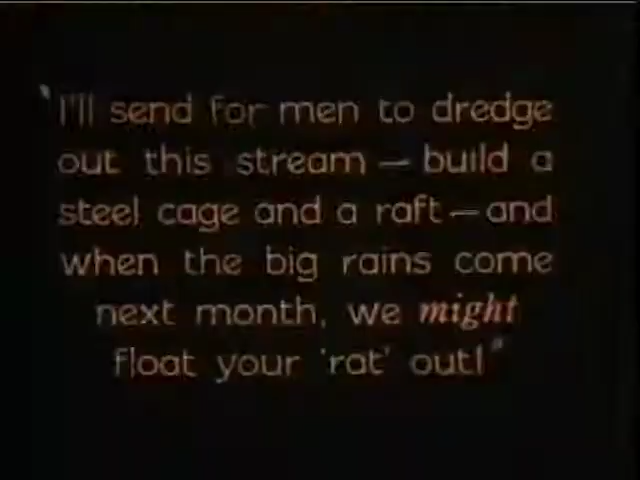 "I'll send for men to dredge
out this stream — build a
steel cage and a raft — and
when the big rains come
next month, we might
float your 'rat' out!"